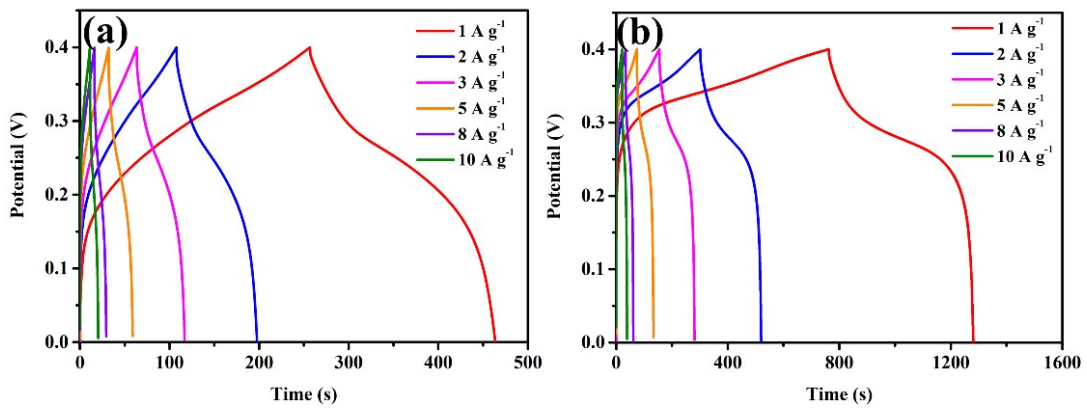 (a)
1 A g⁻¹
2 A g⁻¹
3 A g⁻¹
5 A g⁻¹
8 A g⁻¹
10 A g⁻¹
Potential (V)
0.4
0.3
0.2
0.1
0.0
0 100 200 300 400 500
Time (s)
(b)
1 A g⁻¹
2 A g⁻¹
3 A g⁻¹
5 A g⁻¹
8 A g⁻¹
10 A g⁻¹
Potential (V)
0.4
0.3
0.2
0.1
0.0
0 400 800 1200 1600
Time (s)